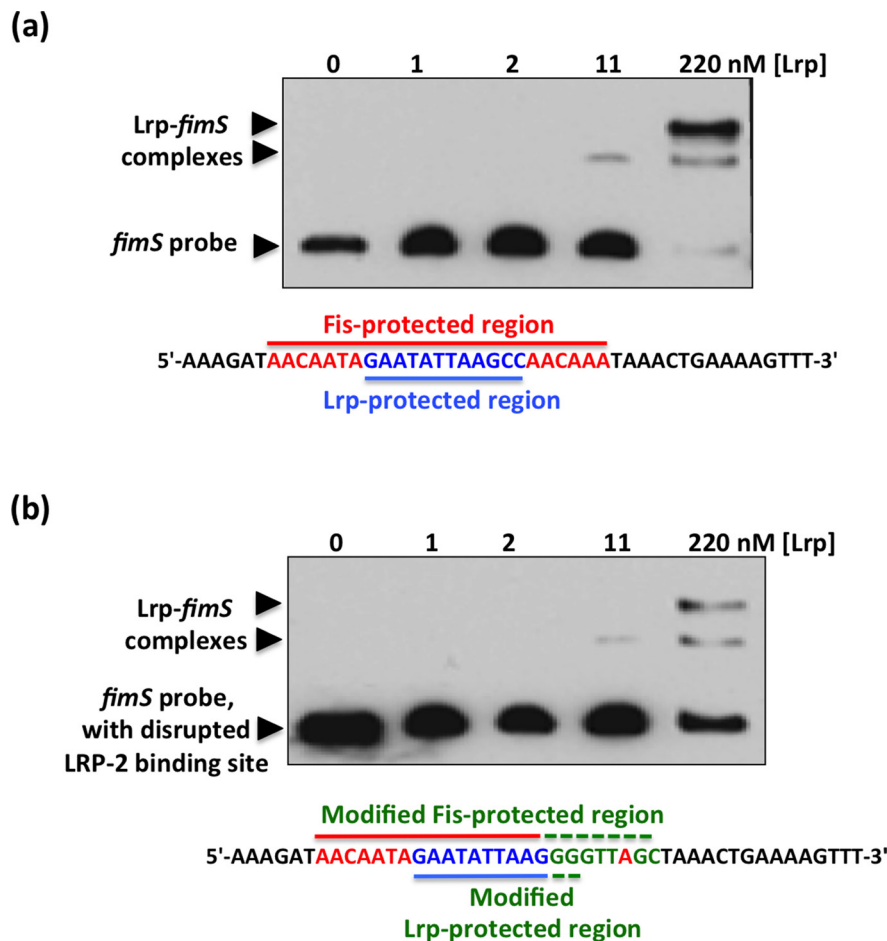 (a)
0 1 2 11 220 nM [Lrp]
Lrp-fimS
complexes
fimS probe
Fis-protected region
5'-AAAGATAACAATAGAATATTAAGCCAACAAATAAACTGAAAAGTTT-3'
Lrp-protected region
(b)
0 1 2 11 220 nM [Lrp]
Lrp-fimS
complexes
fimS probe,
with disrupted
LRP-2 binding site
Modified Fis-protected region
5'-AAAGATAACAATAGAATATTAAGGGGTTAGCTAAACTGAAAAGTTT-3'
Modified
Lrp-protected region